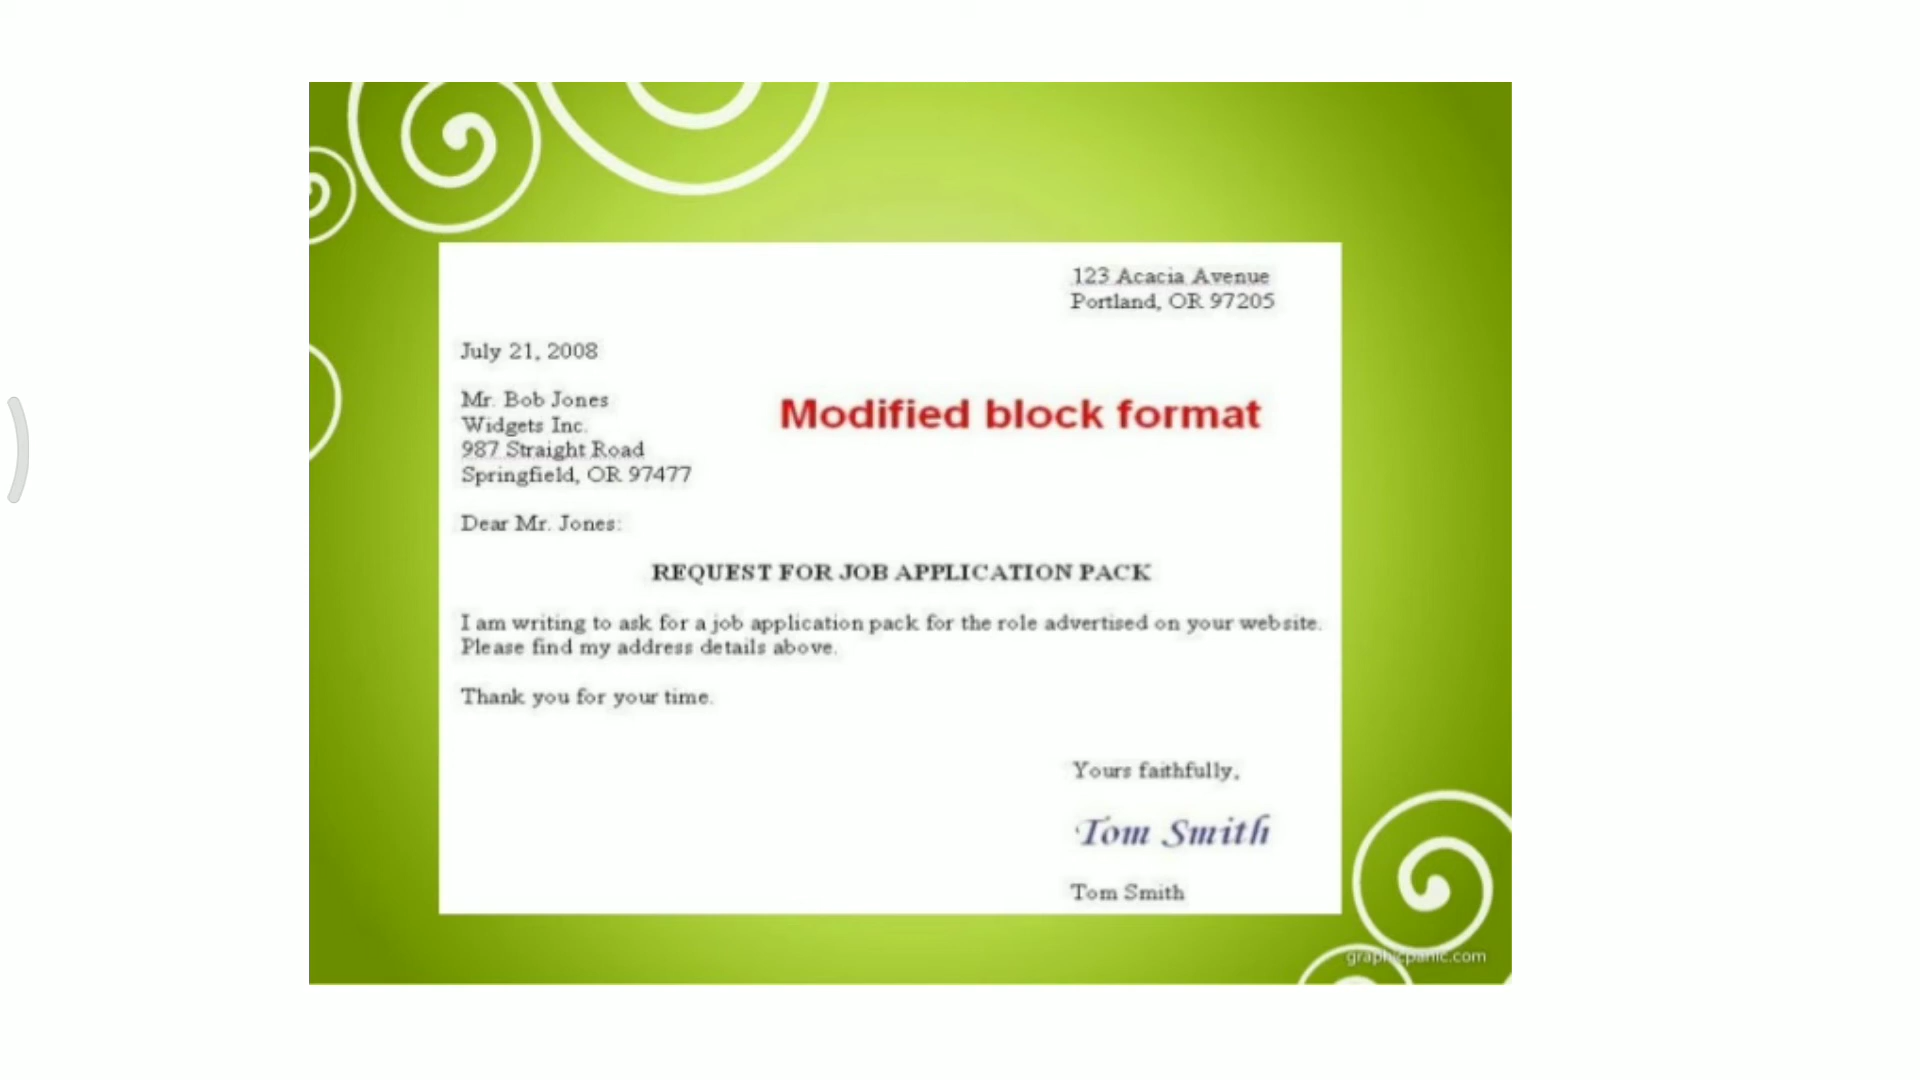 123 Acacia Avenue
Portland, OR 97205
July 21, 2008
Mr. Bob Jones
Widgets Inc.
987 Straight Road
Springfield, OR 97477
Modified block format
Dear Mr. Jones:
REQUEST FOR JOB APPLICATION PACK
I am writing to ask for a job application pack for the role advertised on your website.
Please find my address details above.
Thank you for your time.
Yours faithfully,
Tom Smith
Tom Smith
graphicpanic.com